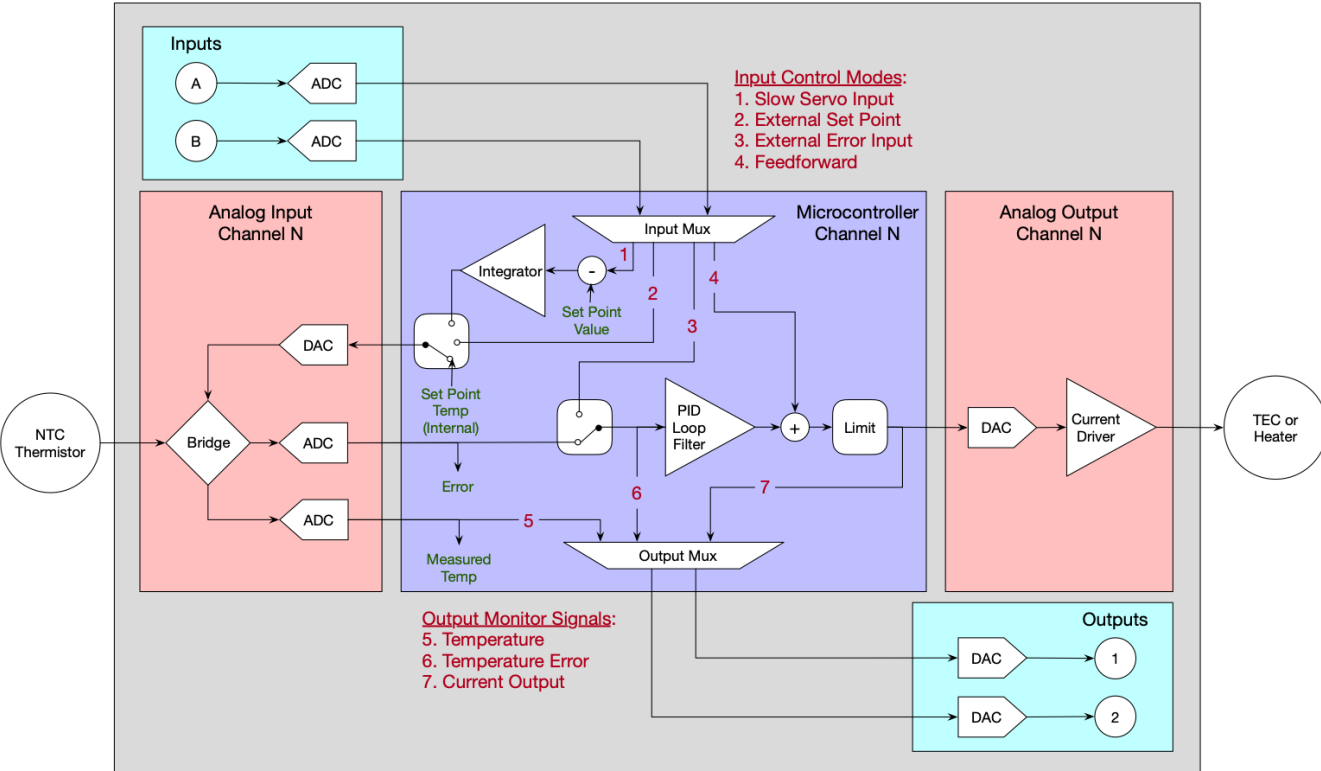 Inputs
A
ADC
B
ADC
Input Control Modes:
1. Slow Servo Input
2. External Set Point
3. External Error Input
4. Feedforward
Analog Input
Channel N
Microcontroller
Channel N
Analog Output
Channel N
Input Mux
1
2
3
4
Integrator
-
Set Point
Value
DAC
Set Point
Temp
(Internal)
NTC
Thermistor
Bridge
ADC
Error
PID
Loop
Filter
+
Limit
DAC
Current
Driver
TEC or
Heater
6
7
ADC
5
Measured
Temp
Output Mux
Output Monitor Signals:
5. Temperature
6. Temperature Error
7. Current Output
Outputs
DAC
1
DAC
2